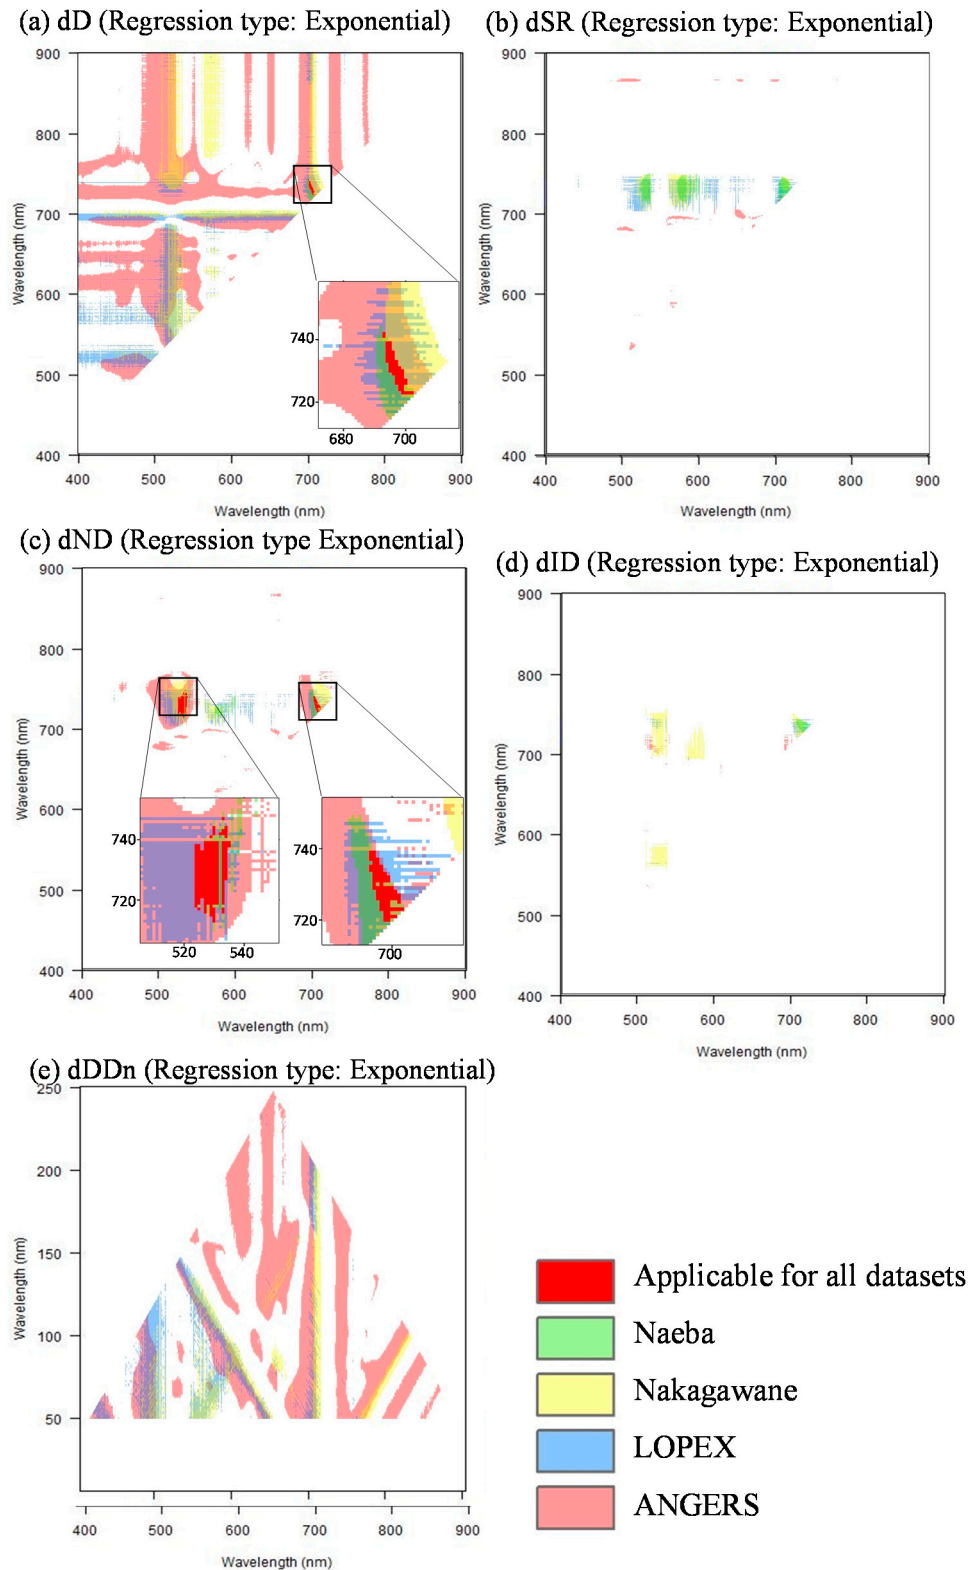 (a) dD (Regression type: Exponential)
900
800
700
600
500
400
Wavelength (nm)
740
720
680 700
400 500 600 700 800 900
Wavelength (nm)
(b) dSR (Regression type: Exponential)
900
800
700
600
500
400
Wavelength (nm)
400 500 600 700 800 900
Wavelength (nm)
(c) dND (Regression type Exponential)
900
800
700
600
500
400
Wavelength (nm)
740
720
520 540
740
720
700
400 500 600 700 800 900
Wavelength (nm)
(d) dID (Regression type: Exponential)
900
800
700
600
500
400
Wavelength (nm)
400 500 600 700 800 900
Wavelength (nm)
(e) dDDn (Regression type: Exponential)
250
200
150
100
50
Wavelength (nm)
400 500 600 700 800 900
Wavelength (nm)
Applicable for all datasets
Naeba
Nakagawane
LOPEX
ANGERS